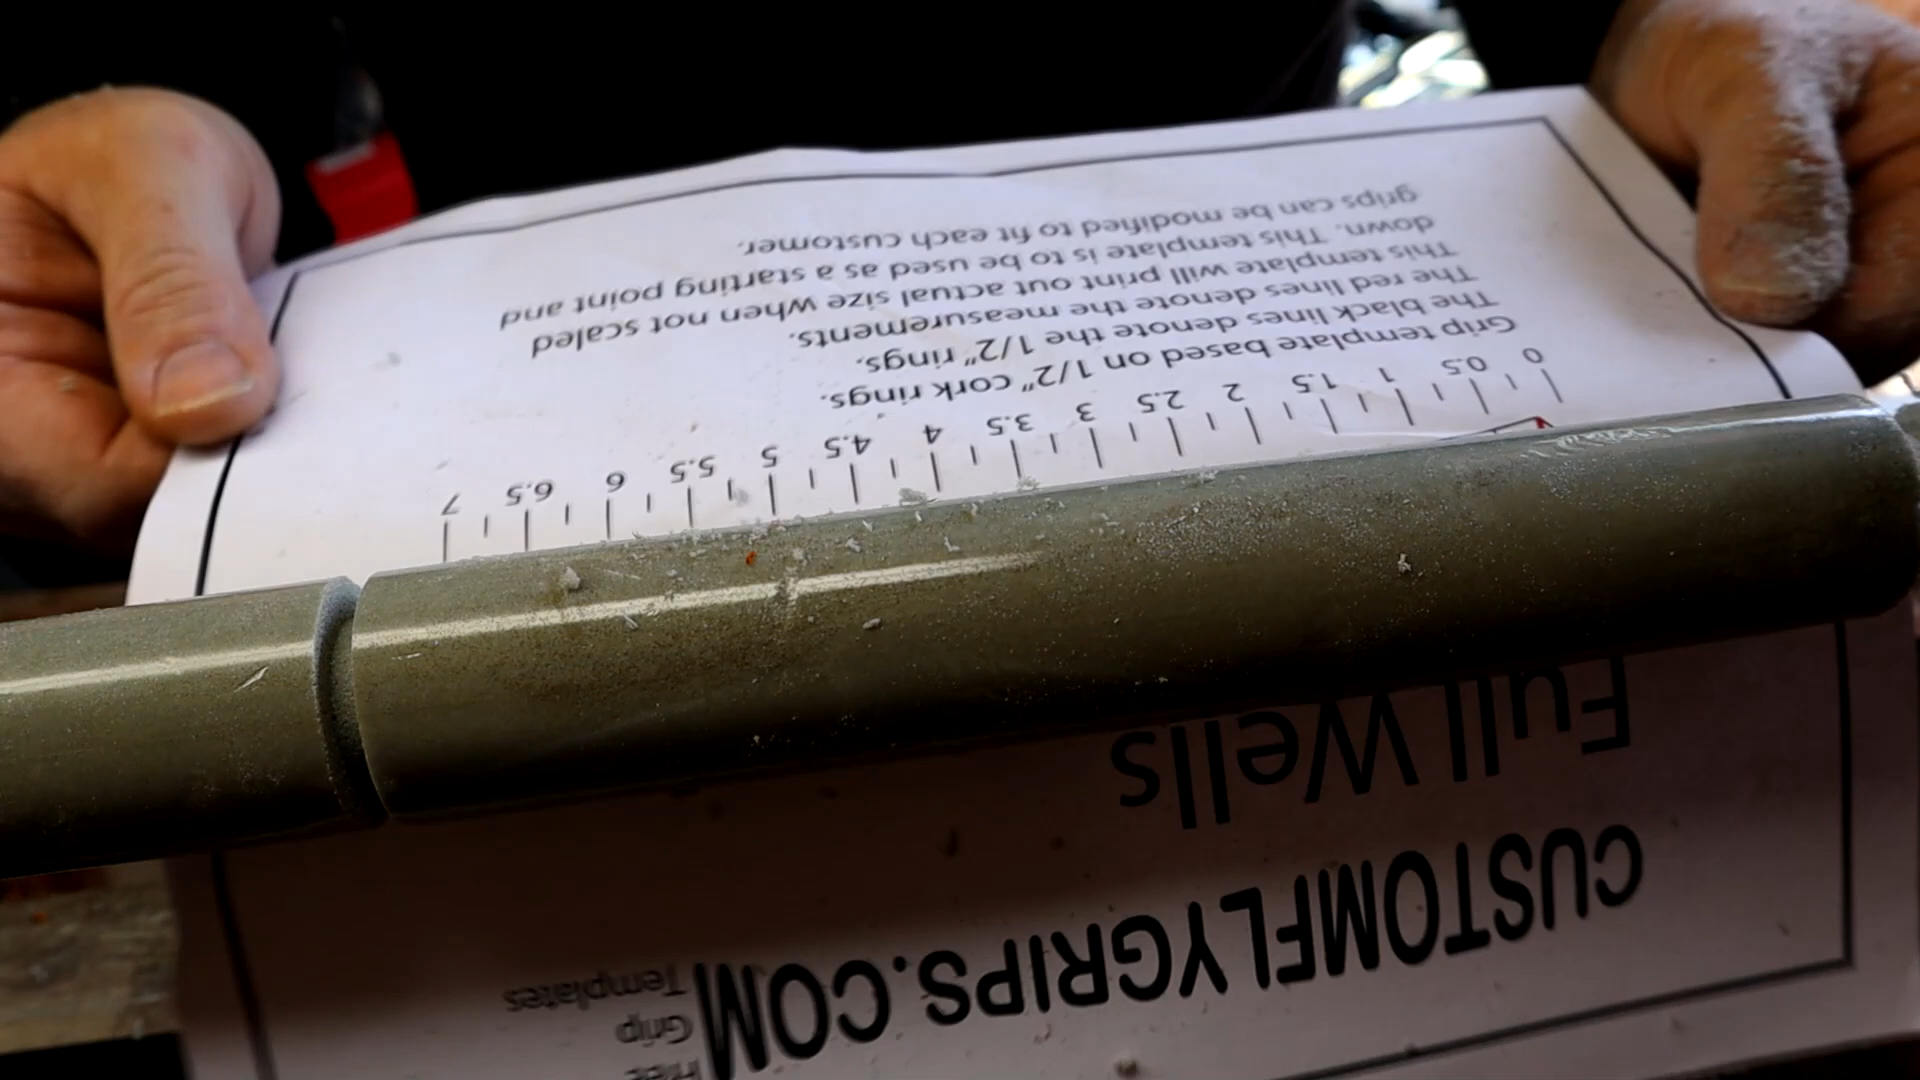 Free
Grip
Templates
CUSTOMFLYGRIPS.COM
Full Wells
0 0.5 1 1.5 2 2.5 3 3.5 4 4.5 5 5.5 6 6.5 7
Grip template based on 1/2" cork rings.
The black lines denote the 1/2" rings.
The red lines denote the measurements.
This template will print out actual size when not scaled
down. This template is to be used as a starting point and
grips can be modified to fit each customer.